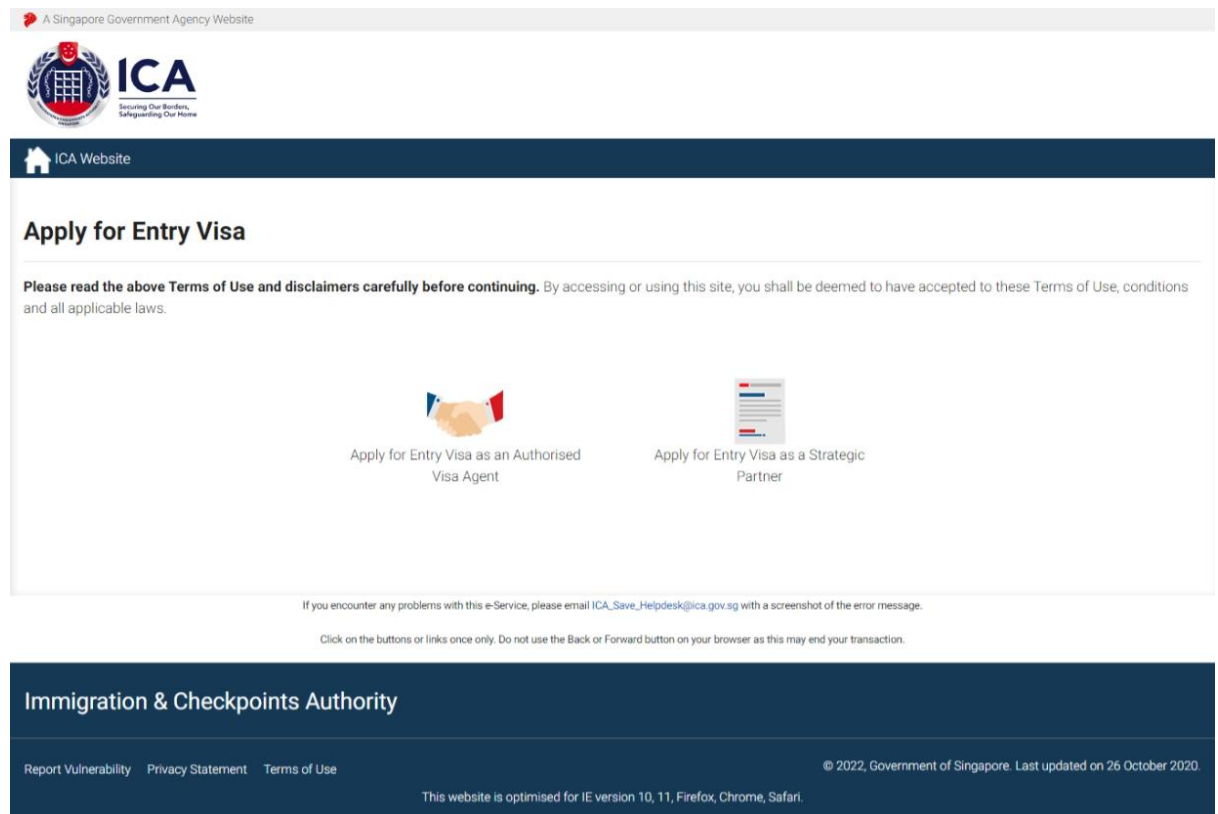 A Singapore Government Agency Website
ICA
Securing Our Borders,
Safeguarding Our Home
ICA Website
Apply for Entry Visa
Please read the above Terms of Use and disclaimers carefully before continuing. By accessing or using this site, you shall be deemed to have accepted to these Terms of Use, conditions
and all applicable laws.
Apply for Entry Visa as an Authorised
Visa Agent
Apply for Entry Visa as a Strategic
Partner
If you encounter any problems with this e-Service, please email ICA_Save_Helpdesk@ica.gov.sg with a screenshot of the error message.
Click on the buttons or links once only. Do not use the Back or Forward button on your browser as this may end your transaction.
Immigration & Checkpoints Authority
Report Vulnerability Privacy Statement Terms of Use
© 2022, Government of Singapore. Last updated on 26 October 2020.
This website is optimised for IE version 10, 11, Firefox, Chrome, Safari.